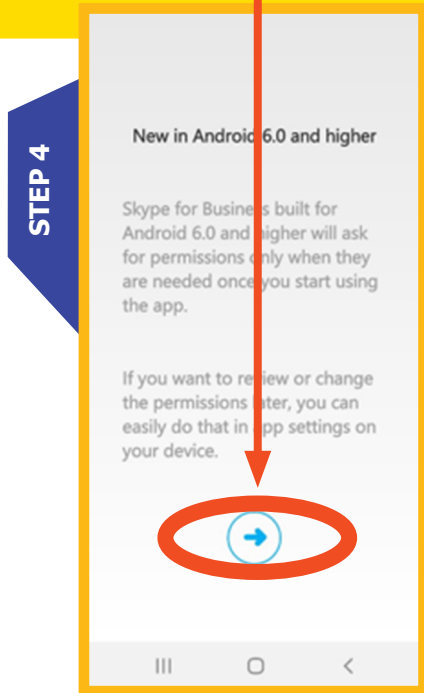 STEP 4
New in Android 6.0 and higher
Skype for Business built for
Android 6.0 and higher will ask
for permissions only when they
are needed once you start using
the app.
If you want to review or change
the permissions later, you can
easily do that in app settings on
your device.